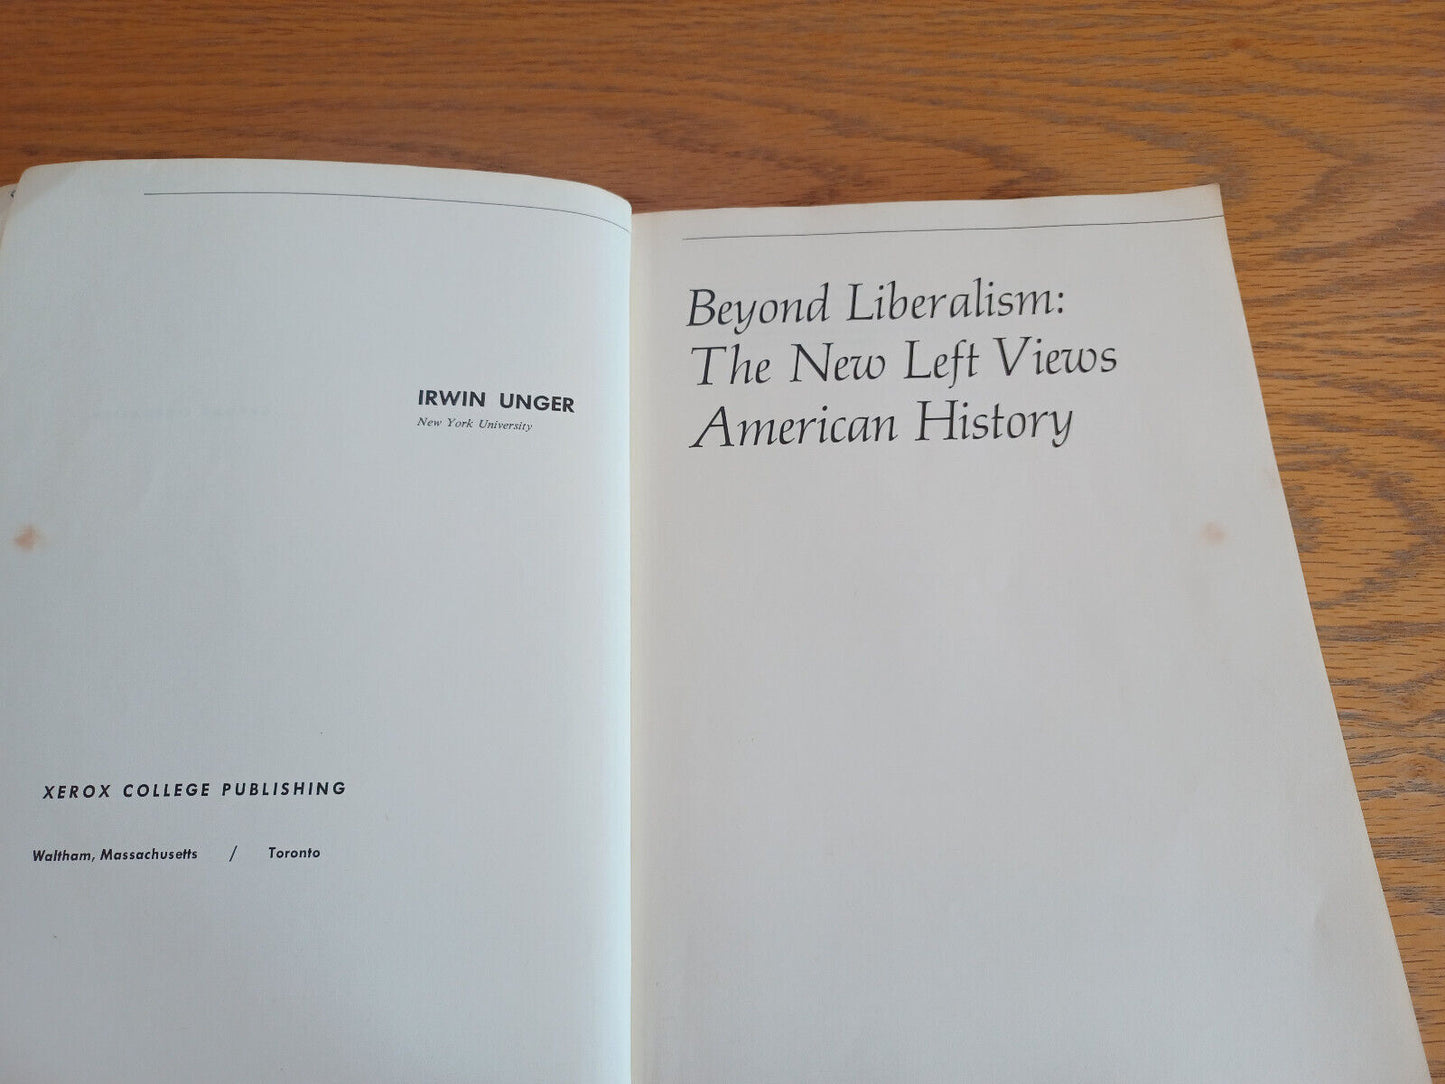 IRWIN UNGER
New York University
XEROX COLLEGE PUBLISHING
Waltham, Massachusetts / Toronto
Beyond Liberalism:
The New Left Views
American History